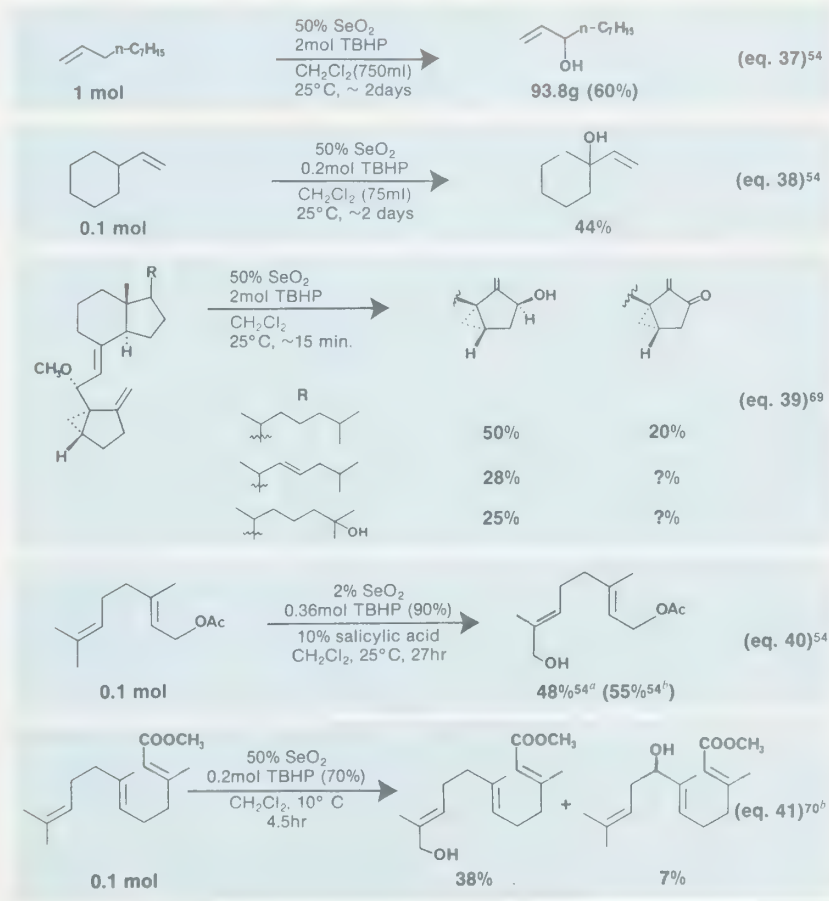 50% SeO₂
2mol TBHP
n-C₇H₁₅
CH₂Cl₂(750ml)
25°C, ~ 2days
n-C₇H₁₅
OH
(eq. 37)⁵⁴
1 mol
93.8g (60%)
50% SeO₂
0.2mol TBHP
CH₂Cl₂ (75ml)
25°C, ~2 days
OH
(eq. 38)⁵⁴
0.1 mol
44%
R
H
CH₃O
H
50% SeO₂
2mol TBHP
CH₂Cl₂
25°C, ~15 min.
OH
H
H
O
H
(eq. 39)⁶⁹
R
50% 20%
28% ?%
OH
25% ?%
OAc
2% SeO₂
0.36mol TBHP (90%)
10% salicylic acid
CH₂Cl₂, 25°C, 27hr
OAc
OH
(eq. 40)⁵⁴
0.1 mol
48%⁵⁴ᵃ (55%⁵⁴ᵇ)
COOCH₃
50% SeO₂
0.2mol TBHP (70%)
CH₂Cl₂, 10° C
4.5hr
COOCH₃
OH
+
OH
COOCH₃
(eq. 41)⁷⁰ᵇ
0.1 mol
38%
7%